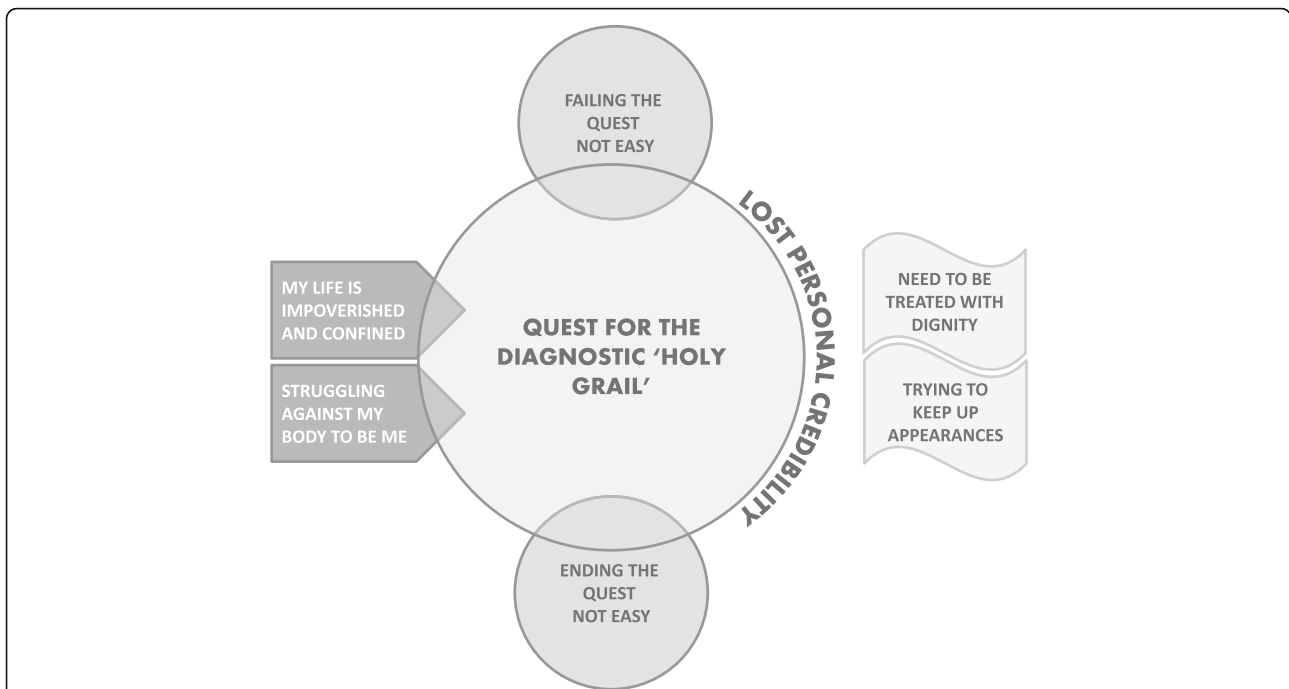 FAILING THE
QUEST
NOT EASY
LOST PERSONAL CREDIBILITY
MY LIFE IS
IMPOVERISHED
AND CONFINED
NEED TO BE
TREATED WITH
DIGNITY
QUEST FOR THE
DIAGNOSTIC ‘HOLY
GRAIL’
STRUGGLING
AGAINST MY
BODY TO BE ME
TRYING TO
KEEP UP
APPEARANCES
ENDING THE
QUEST
NOT EASY